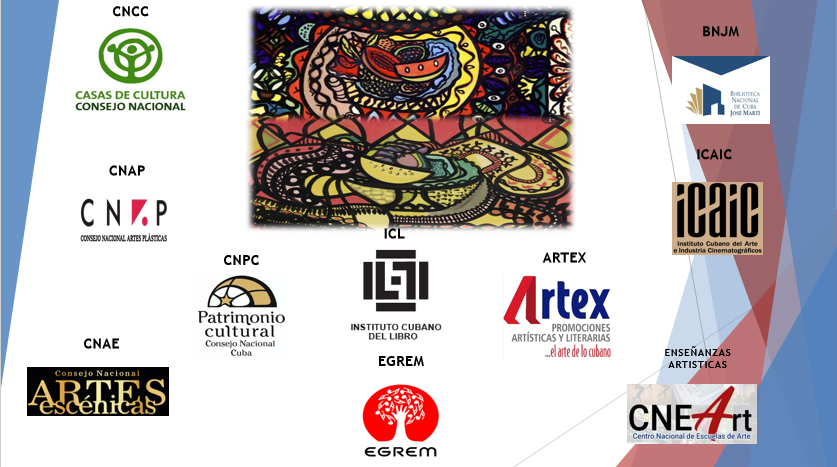 CNCC
CASAS DE CULTURA
CONSEJO NACIONAL
BNJM
BIBLIOTECA
NACIONAL
DE CUBA
JOSÉ MARTÍ
CNAP
CNAP
CONSEJO NACIONAL ARTES PLÁSTICAS
ICAIC
icaic
Instituto Cubano del Arte
e Industria Cinematográficos
CNPC
Patrimonio
cultural
Consejo Nacional
Cuba
ICL
INSTITUTO CUBANO
DEL LIBRO
ARTEX
Artex
PROMOCIONES
ARTÍSTICAS Y LITERARIAS
...el arte de lo cubano
CNAE
Consejo Nacional
ARTES
escénicas
EGREM
EGREM
ENSEÑANZAS
ARTISTICAS
CNEArt
Centro Nacional de Escuelas de Arte